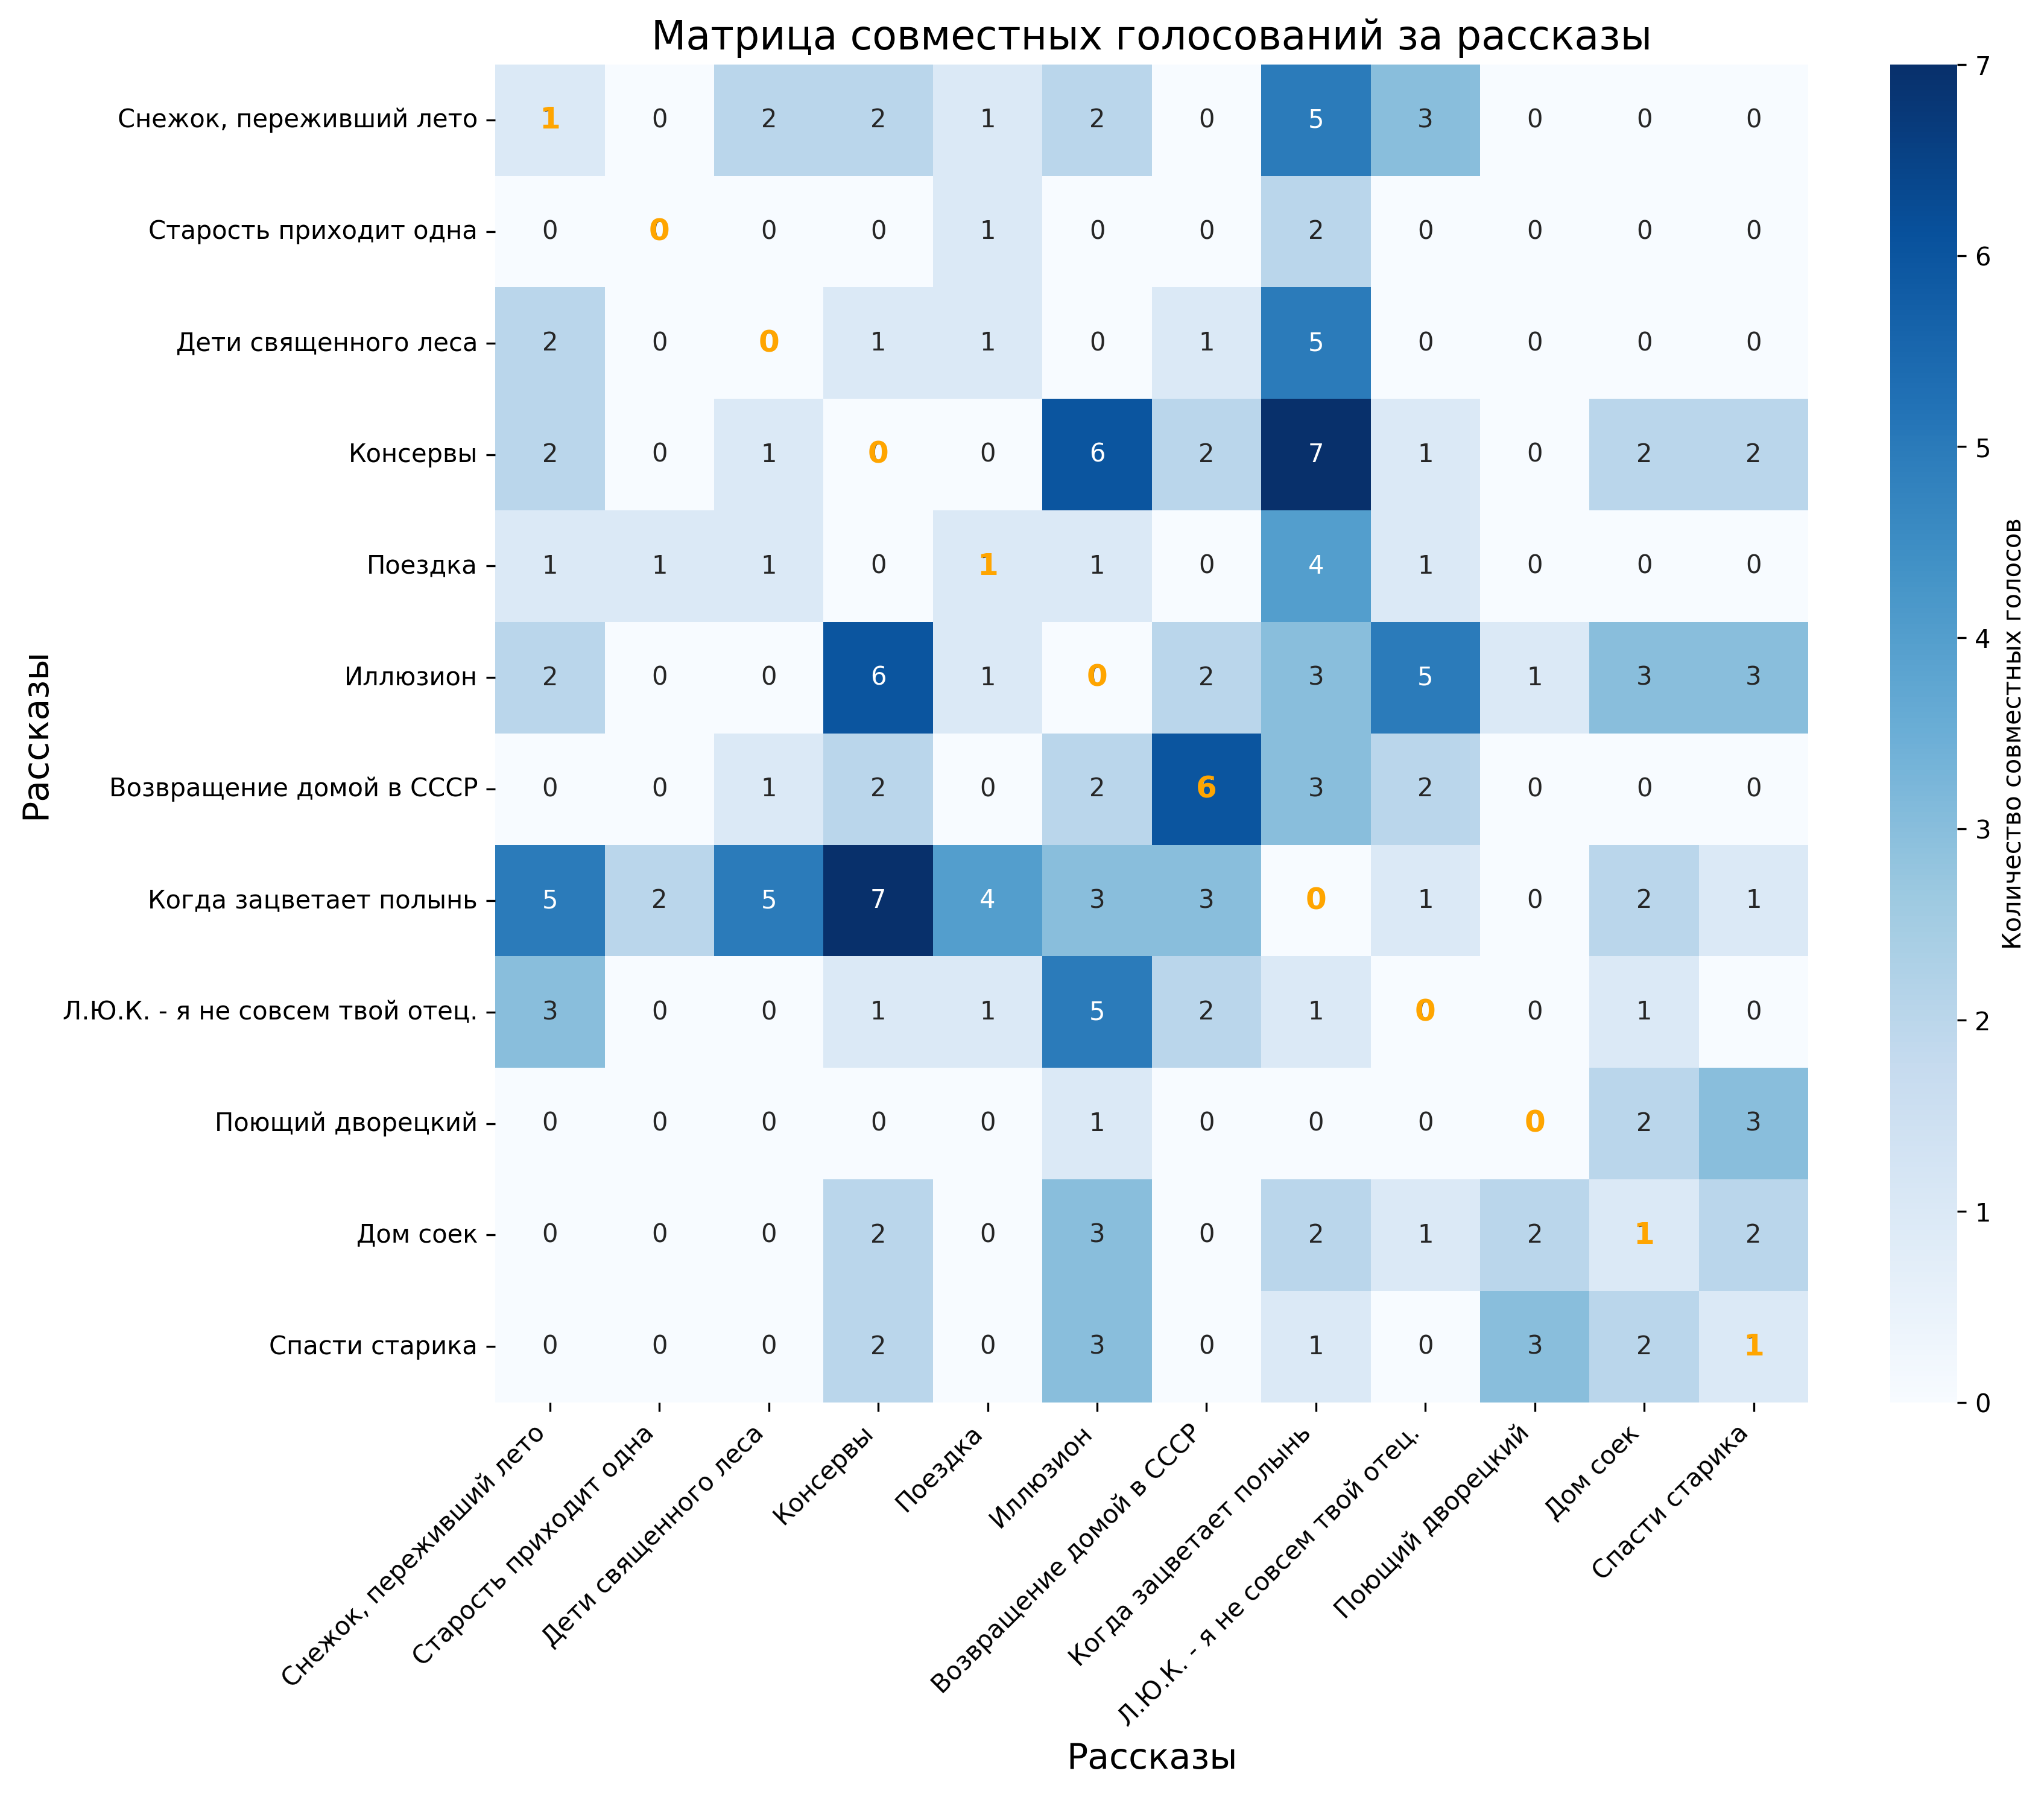 Матрица совместных голосований за рассказы
Снежок, переживший лето 1 0 2 2 1 2 0 5 3 0 0 0
Старость приходит одна 0 0 0 0 1 0 0 2 0 0 0 0
Дети священного леса 2 0 0 1 1 0 1 5 0 0 0 0
Консервы 2 0 1 0 0 6 2 7 1 0 2 2
Поездка 1 1 1 0 1 1 0 4 1 0 0 0
Иллюзион 2 0 0 6 1 0 2 3 5 1 3 3
Возвращение домой в СССР 0 0 1 2 0 2 6 3 2 0 0 0
Когда зацветает полынь 5 2 5 7 4 3 3 0 1 0 2 1
Л.Ю.К. - я не совсем твой отец. 3 0 0 1 1 5 2 1 0 0 1 0
Поющий дворецкий 0 0 0 0 0 1 0 0 0 0 2 3
Дом соек 0 0 0 2 0 3 0 2 1 2 1 2
Спасти старика 0 0 0 2 0 3 0 1 0 3 2 1
Рассказы
Снежок, переживший лето
Старость приходит одна
Дети священного леса
Консервы
Поездка
Иллюзион
Возвращение домой в СССР
Когда зацветает полынь
Л.Ю.К. - я не совсем твой отец.
Поющий дворецкий
Дом соек
Спасти старика
Рассказы
7
6
5
4
3
2
1
0
Количество совместных голосов